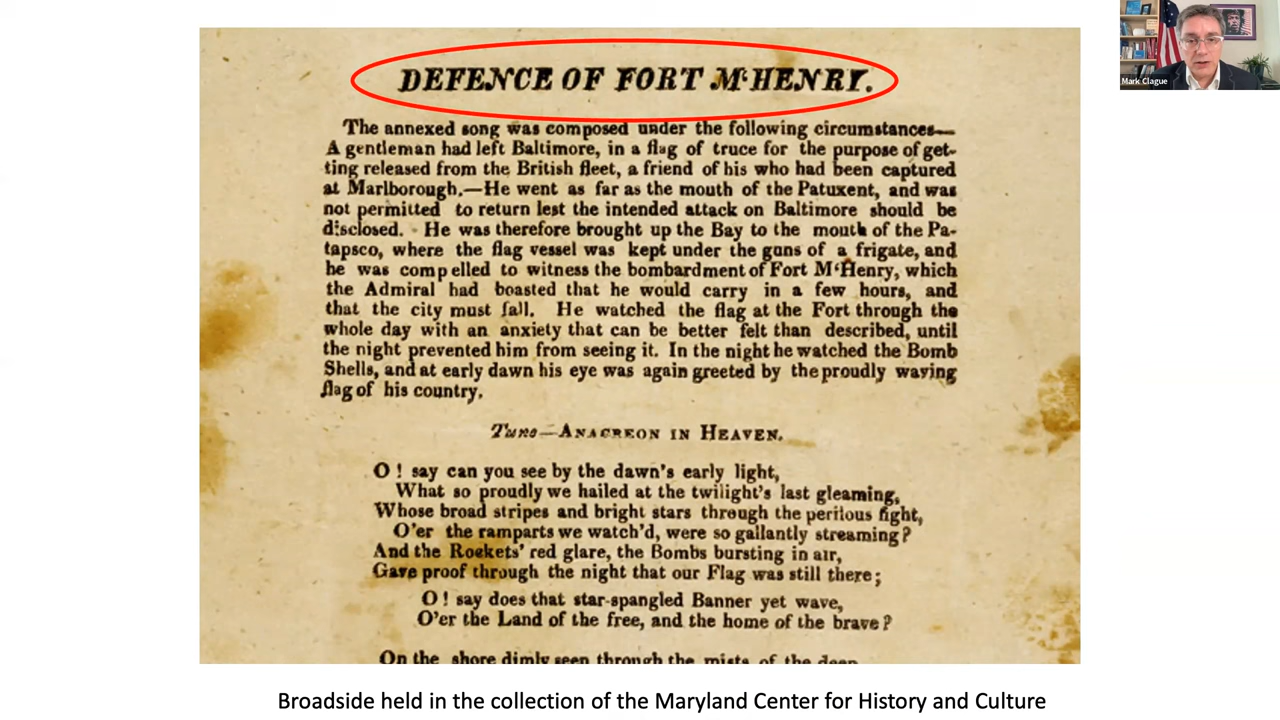 DEFENCE OF FORT M'HENRY.
The annexed song was composed under the following circumstances—
A gentleman had left Baltimore, in a flag of truce for the purpose of get-
ting released from the British fleet, a friend of his who had been captured
at Marlborough.—He went as far as the mouth of the Patuxent, and was
not permitted to return lest the intended attack on Baltimore should be
disclosed. He was therefore brought up the Bay to the mouth of the Pa-
tapsco, where the flag vessel was kept under the guns of a frigate, and
he was compelled to witness the bombardment of Fort M'Henry, which
the Admiral had boasted that he would carry in a few hours, and
that the city must fall. He watched the flag at the Fort through the
whole day with an anxiety that can be better felt than described, until
the night prevented him from seeing it. In the night he watched the Bomb
Shells, and at early dawn his eye was again greeted by the proudly waving
flag of his country.
Tune—ANACREON IN HEAVEN.
O! say can you see by the dawn's early light,
What so proudly we hailed at the twilight's last gleaming,
Whose broad stripes and bright stars through the perilous fight,
O'er the ramparts we watch'd, were so gallantly streaming?
And the Rockets' red glare, the Bombs bursting in air,
Gave proof through the night that our Flag was still there;
O! say does that star-spangled Banner yet wave,
O'er the Land of the free, and the home of the brave?
On the shore dimly seen through the mists of the deep
Broadside held in the collection of the Maryland Center for History and Culture
Mark Clague